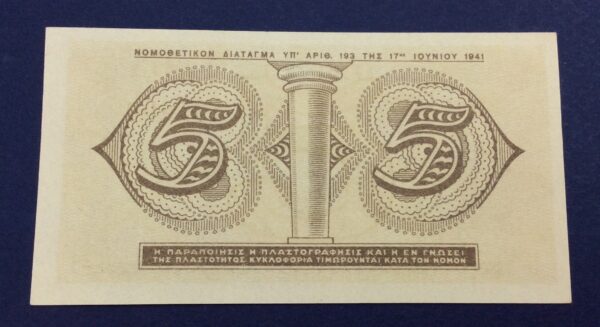 ΝΟΜΟΘΕΤΙΚΟΝ ΔΙΑΤΑΓΜΑ ΥΠ' ΑΡΙΘ. 193 ΤΗΣ 17ης ΙΟΥΝΙΟΥ 1941
5 5
Η ΠΑΡΑΠΟΙΗΣΙΣ Η ΠΛΑΣΤΟΓΡΑΦΗΣΙΣ ΚΑΙ Η ΕΝ ΓΝΩΣΕΙ
ΤΗΣ ΠΛΑΣΤΟΤΗΤΟΣ ΚΥΚΛΟΦΟΡΙΑ ΤΙΜΩΡΟΥΝΤΑΙ ΚΑΤΑ ΤΟΝ ΝΟΜΟΝ